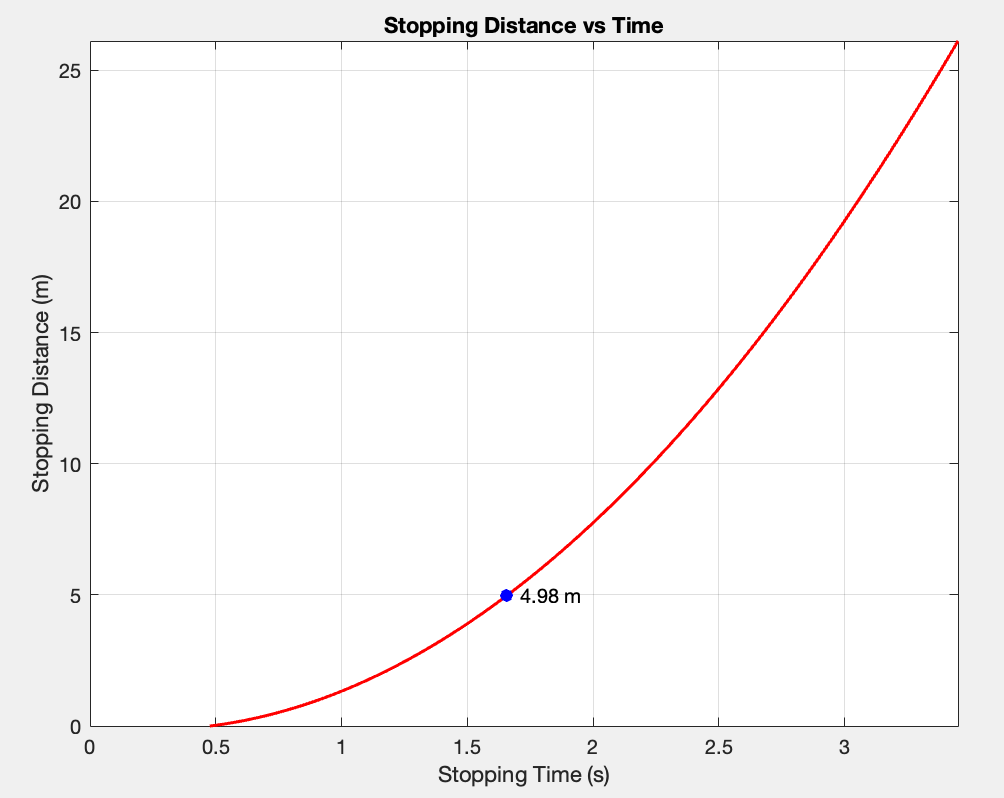 Stopping Distance vs Time
25
20
15
10
5
0
Stopping Distance (m)
4.98 m
0 0.5 1 1.5 2 2.5 3
Stopping Time (s)